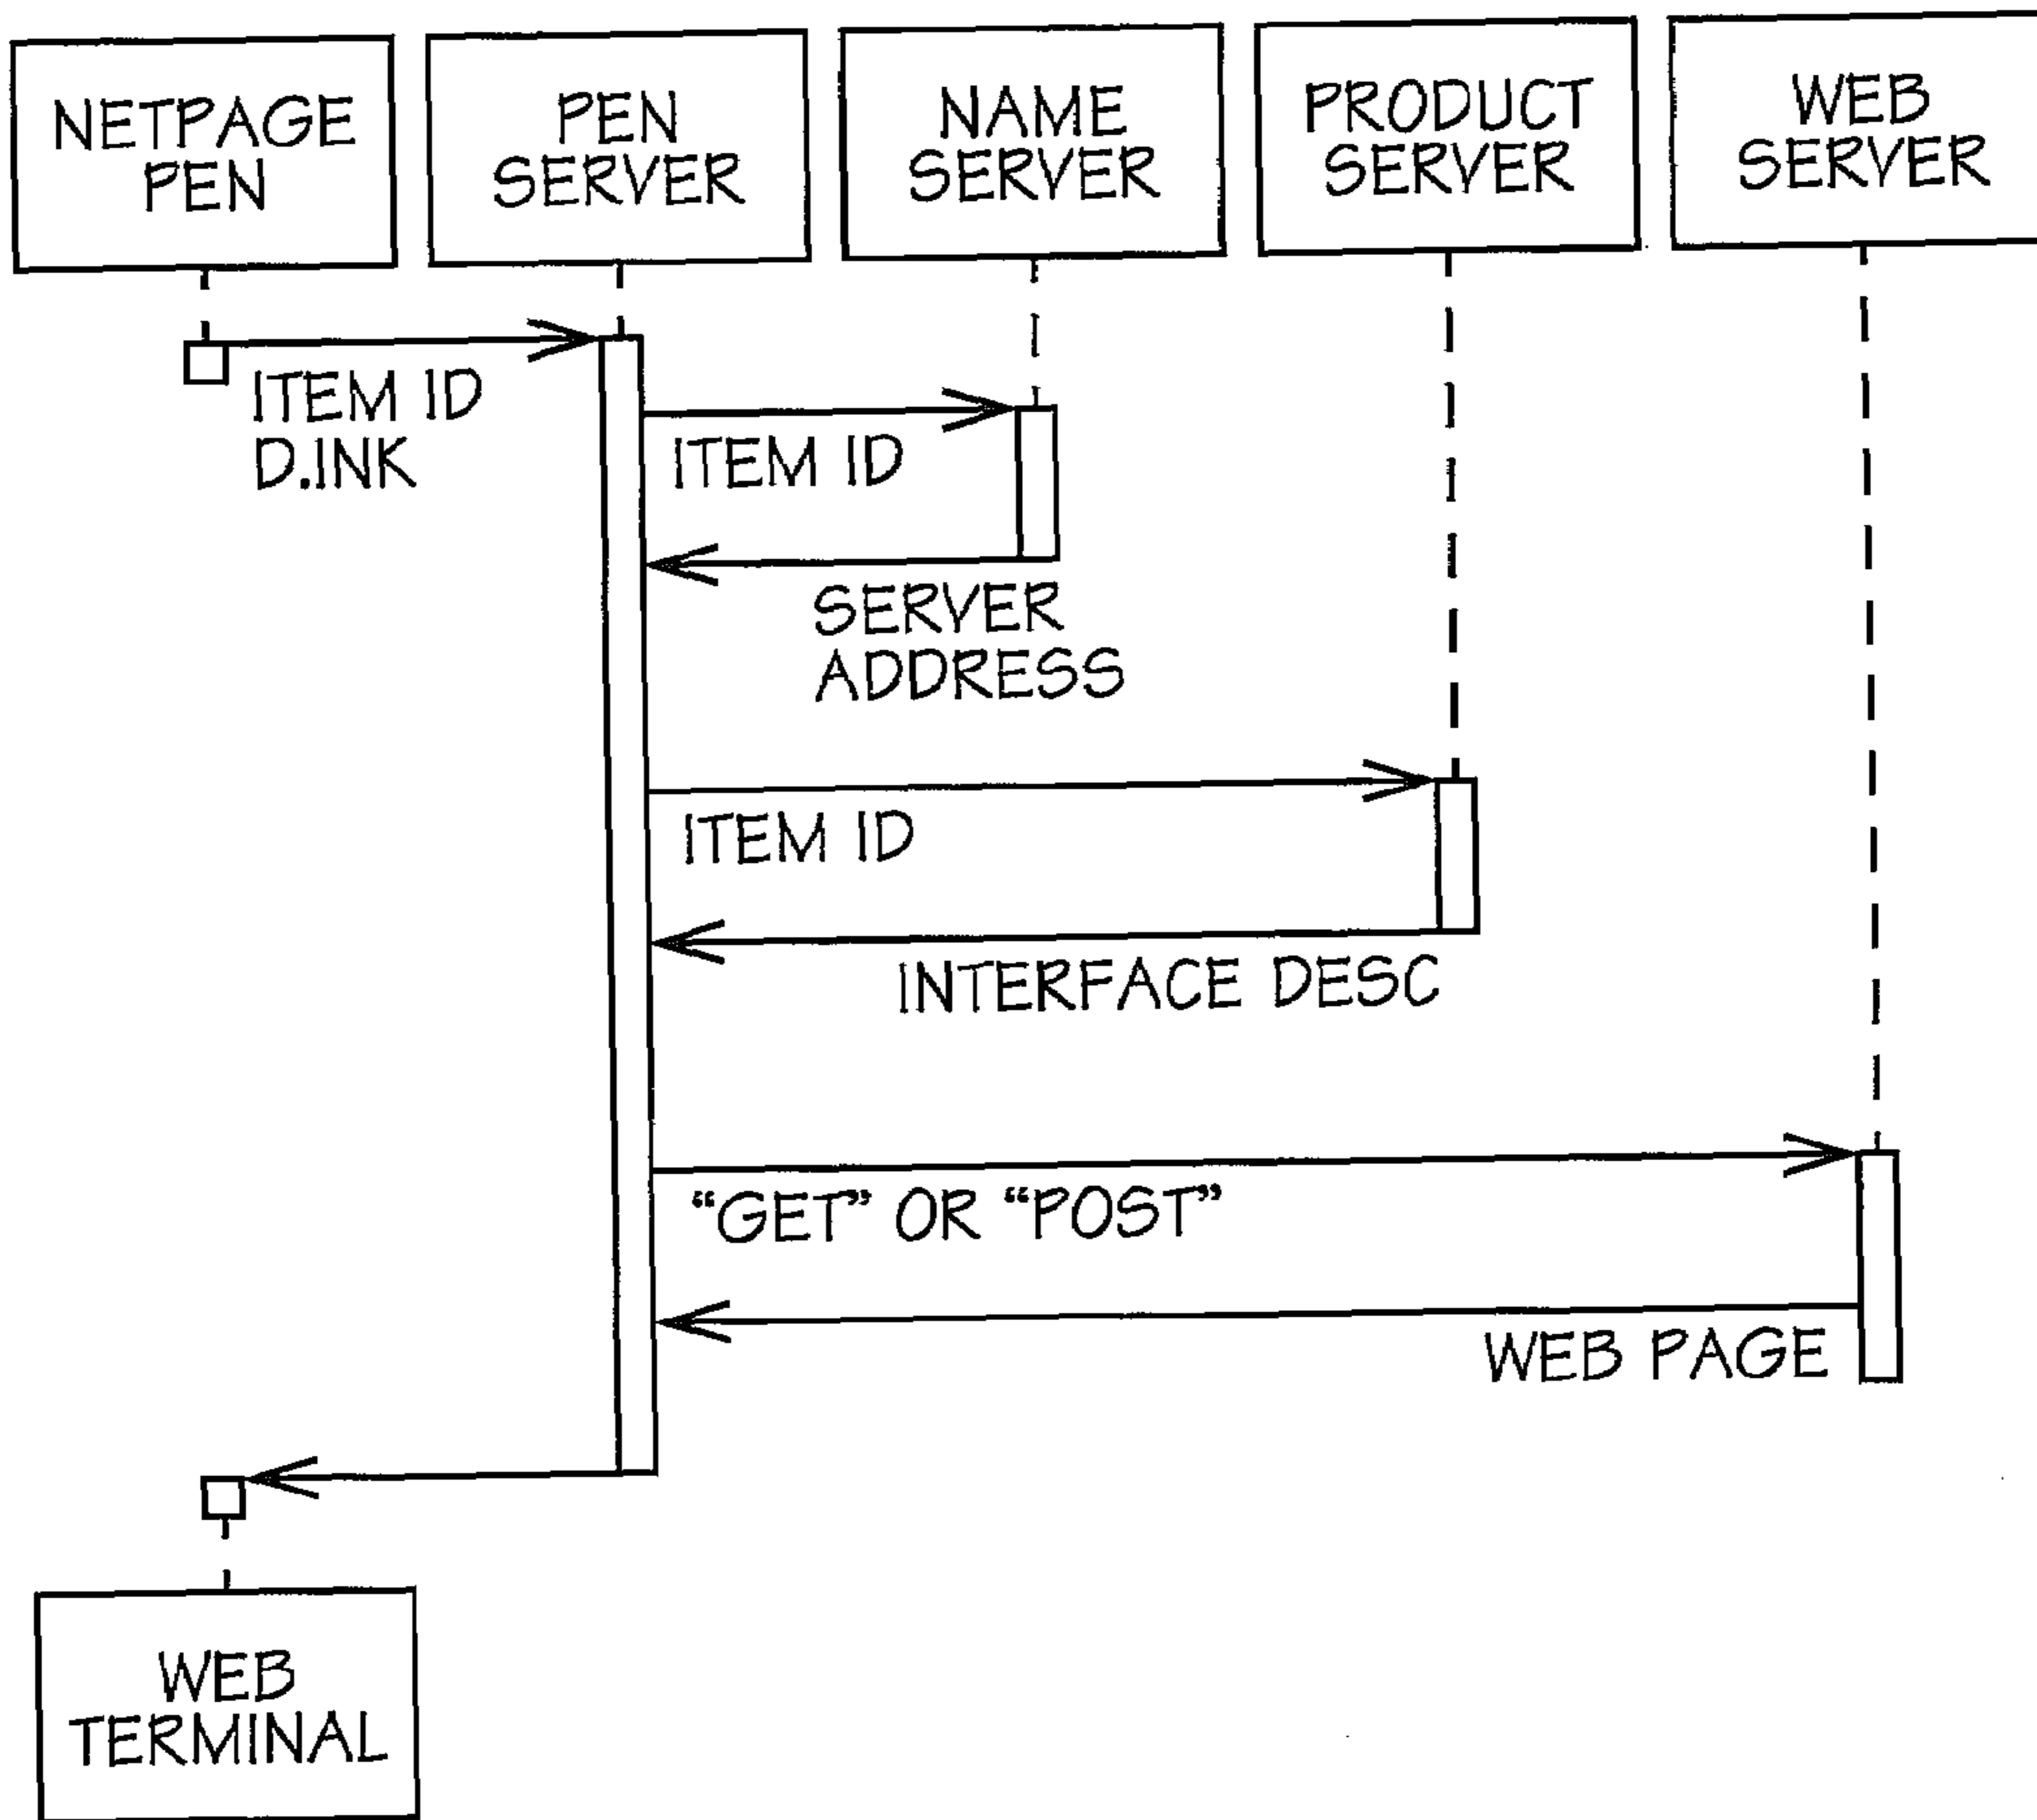 NETPAGE
PEN
PEN
SERVER
NAME
SERVER
PRODUCT
SERVER
WEB
SERVER
ITEM ID
D.INK
ITEM ID
SERVER
ADDRESS
ITEM ID
INTERFACE DESC
“GET” OR “POST”
WEB PAGE
WEB
TERMINAL